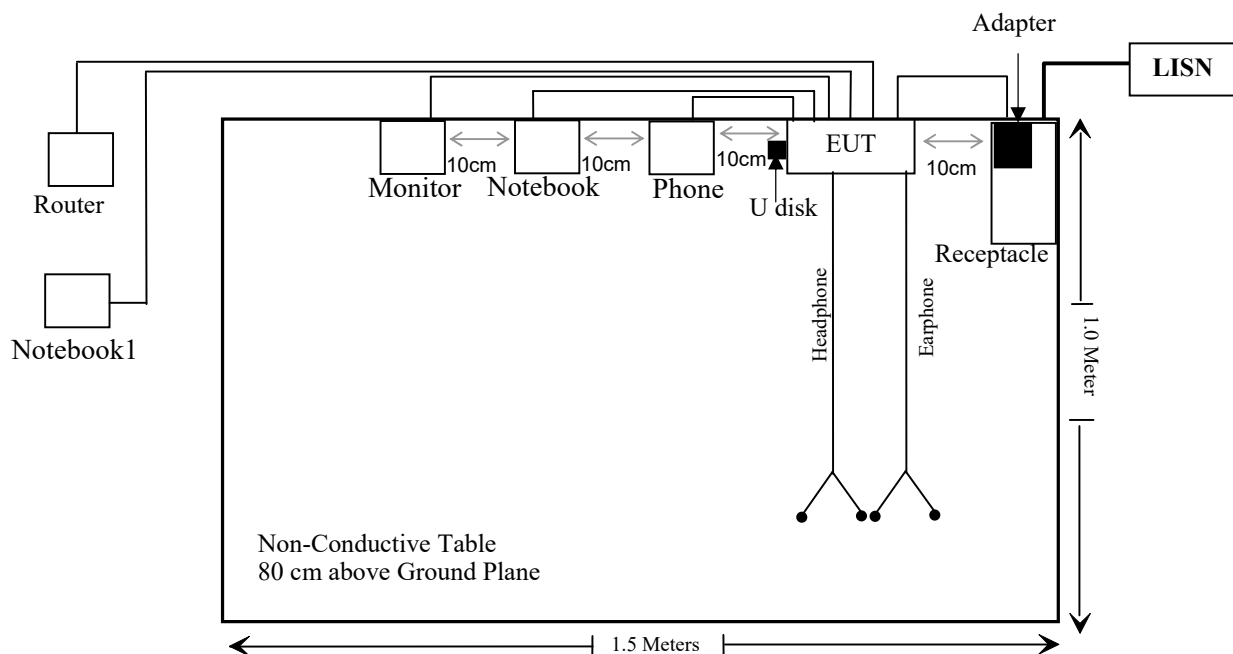 Adapter
LISN
EUT
10cm
10cm
10cm
10cm
Monitor
Notebook
Phone
U disk
Router
Receptacle
Headphone
Earphone
Notebook1
1.0 Meter
Non-Conductive Table
80 cm above Ground Plane
1.5 Meters